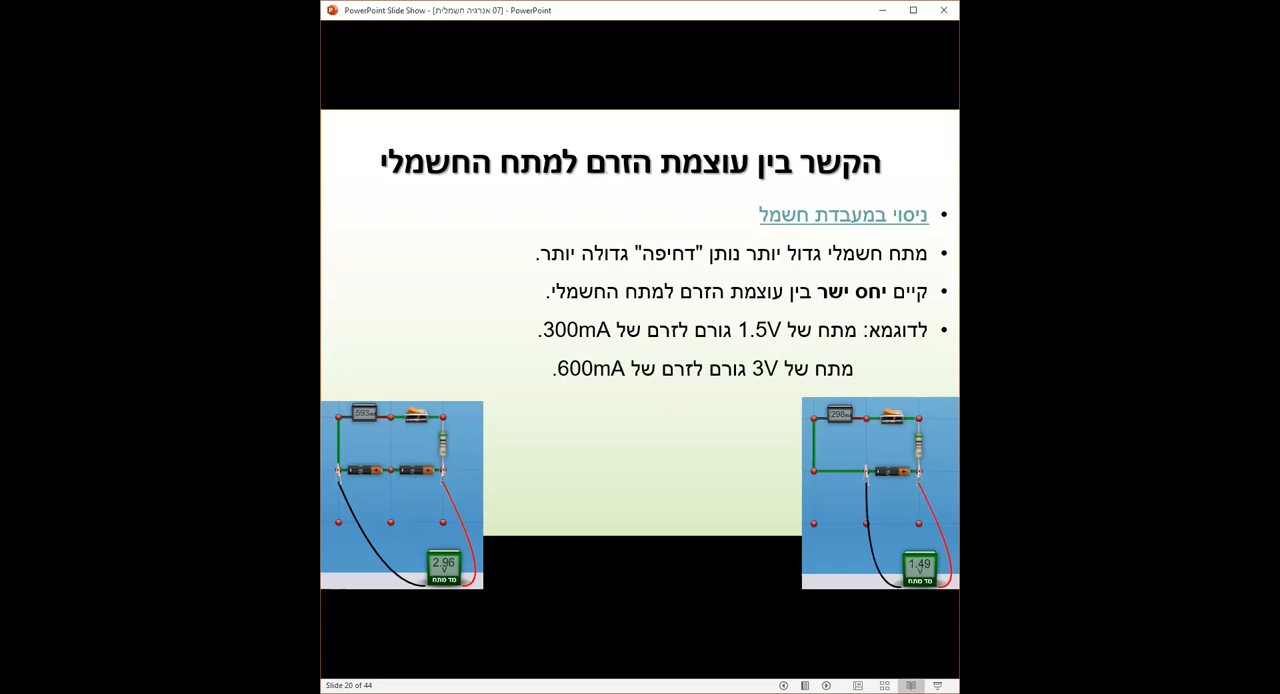 PowerPoint Slide Show - [07 אנרגיה חשמלית] - PowerPoint
הקשר בין עוצמת הזרם למתח החשמלי
• ניסוי במעבדת חשמל
• מתח חשמלי גדול יותר נותן "דחיפה" גדולה יותר.
• קיים יחס ישר בין עוצמת הזרם למתח החשמלי.
• לדוגמא: מתח של 1.5V גורם לזרם של 300mA.
מתח של 3V גורם לזרם של 600mA.
298mA
1.49
V
מד מתח
593mA
2.96
V
מד מתח
Slide 20 of 44